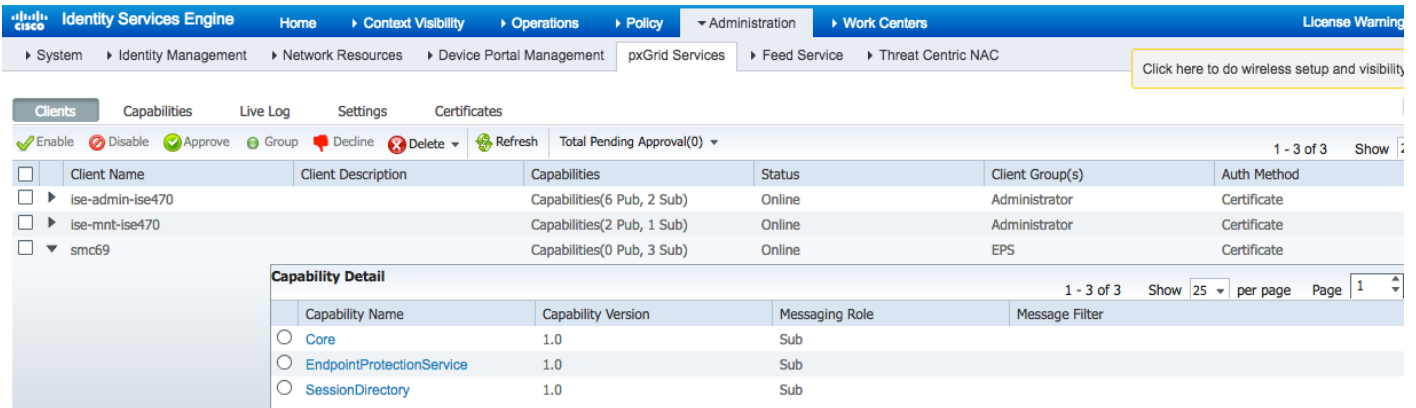 cisco Identity Services Engine Home Context Visibility Operations Policy Administration Work Centers License Warning
System Identity Management Network Resources Device Portal Management pxGrid Services Feed Service Threat Centric NAC
Click here to do wireless setup and visibility
Clients Capabilities Live Log Settings Certificates
Enable Disable Approve Group Decline Delete Refresh Total Pending Approval(0) 1 - 3 of 3 Show 2
Client Name Client Description Capabilities Status Client Group(s) Auth Method
ise-admin-ise470 Capabilities(6 Pub, 2 Sub) Online Administrator Certificate
ise-mnt-ise470 Capabilities(2 Pub, 1 Sub) Online Administrator Certificate
smc69 Capabilities(0 Pub, 3 Sub) Online EPS Certificate
Capability Detail 1 - 3 of 3 Show 25 per page Page 1
Capability Name Capability Version Messaging Role Message Filter
Core 1.0 Sub
EndpointProtectionService 1.0 Sub
SessionDirectory 1.0 Sub